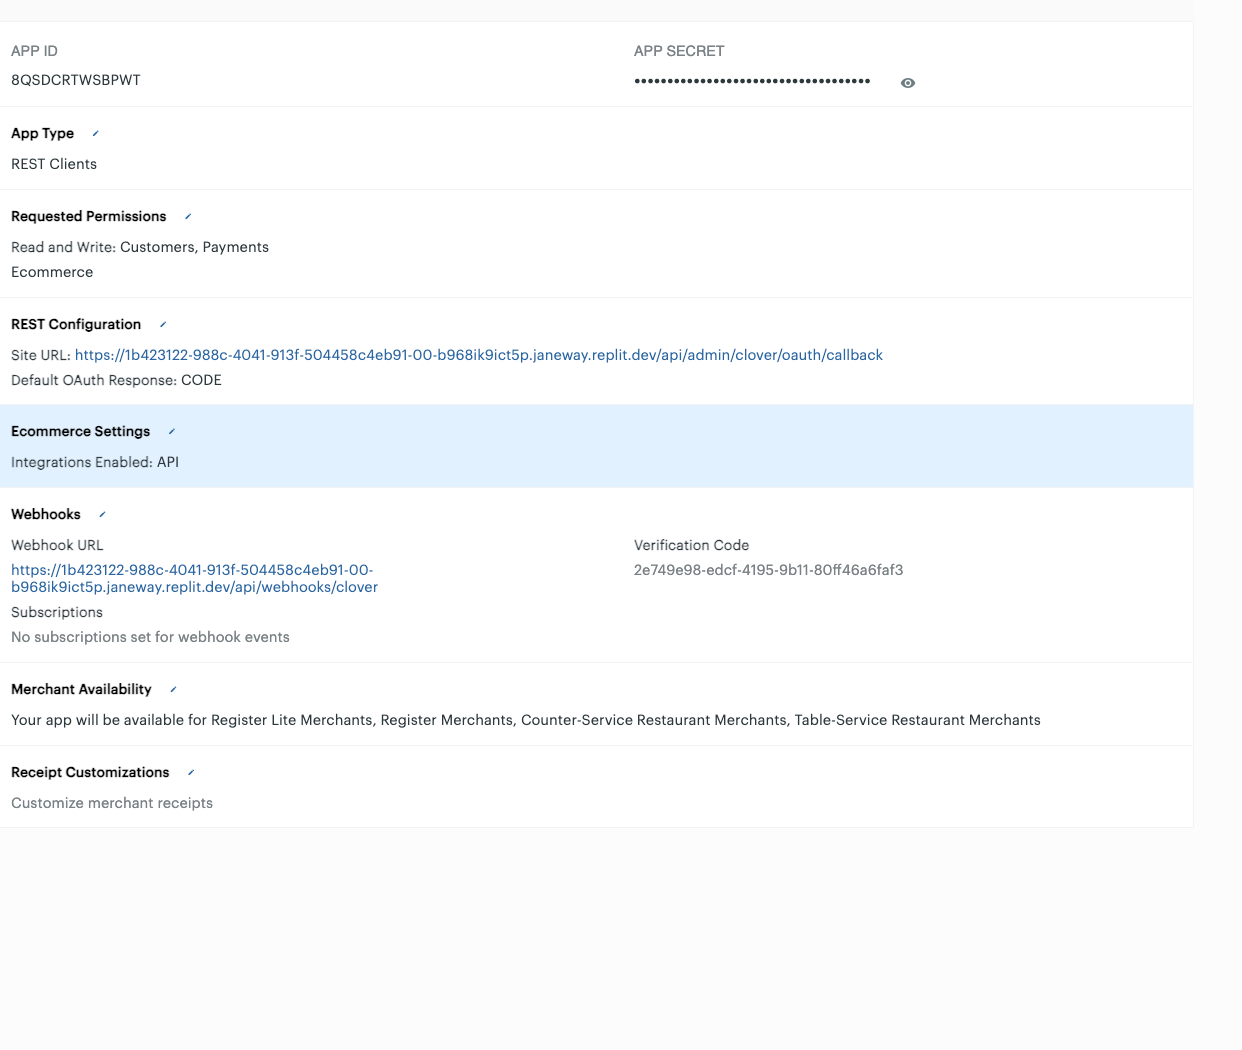 APP ID
APP SECRET
8QSDCRTWSBPWT
••••••••••••••••••••••••••••••••••••
App Type
REST Clients
Requested Permissions
Read and Write: Customers, Payments
Ecommerce
REST Configuration
Site URL: https://1b423122-988c-4041-913f-504458c4eb91-00-b968ik9ict5p.janeway.replit.dev/api/admin/clover/oauth/callback
Default OAuth Response: CODE
Ecommerce Settings
Integrations Enabled: API
Webhooks
Webhook URL
https://1b423122-988c-4041-913f-504458c4eb91-00-
b968ik9ict5p.janeway.replit.dev/api/webhooks/clover
Verification Code
2e749e98-edcf-4195-9b11-80ff46a6faf3
Subscriptions
No subscriptions set for webhook events
Merchant Availability
Your app will be available for Register Lite Merchants, Register Merchants, Counter-Service Restaurant Merchants, Table-Service Restaurant Merchants
Receipt Customizations
Customize merchant receipts